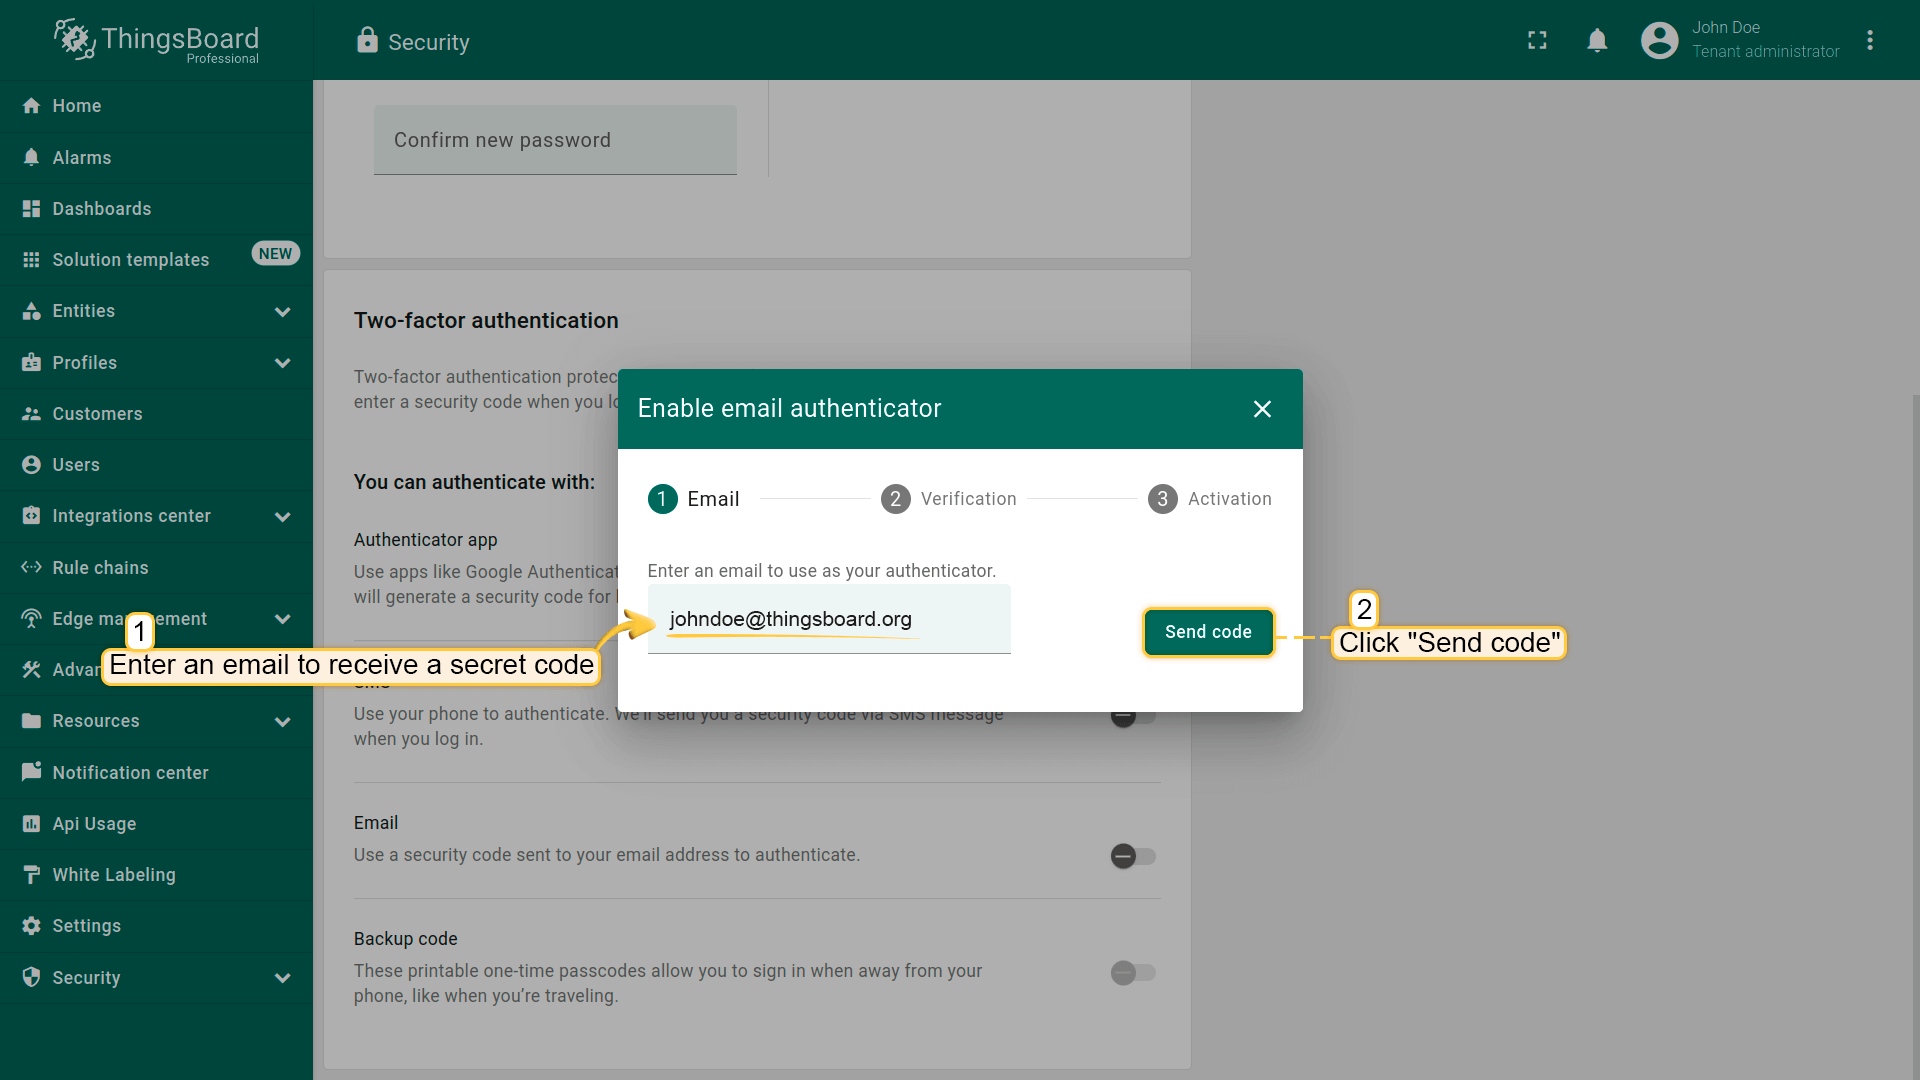 ThingsBoard
Professional
Security
John Doe
Tenant administrator
Home
Alarms
Dashboards
Solution templates
NEW
Entities
Profiles
Customers
Users
Integrations center
Rule chains
Edge ma ement
Advan
Resources
Notification center
Api Usage
White Labeling
Settings
Security
Confirm new password
Two-factor authentication
Two-factor authentication protec
enter a security code when you lo
You can authenticate with:
Authenticator app
Use apps like Google Authenticat
will generate a security code for l
SMS
Use your phone to authenticate. We'll send you a security code via SMS message
when you log in.
Email
Use a security code sent to your email address to authenticate.
Backup code
These printable one-time passcodes allow you to sign in when away from your
phone, like when you're traveling.
Enable email authenticator
1 Email
2 Verification
3 Activation
Enter an email to use as your authenticator.
johndoe@thingsboard.org
Send code
1
Enter an email to receive a secret code
2
Click "Send code"